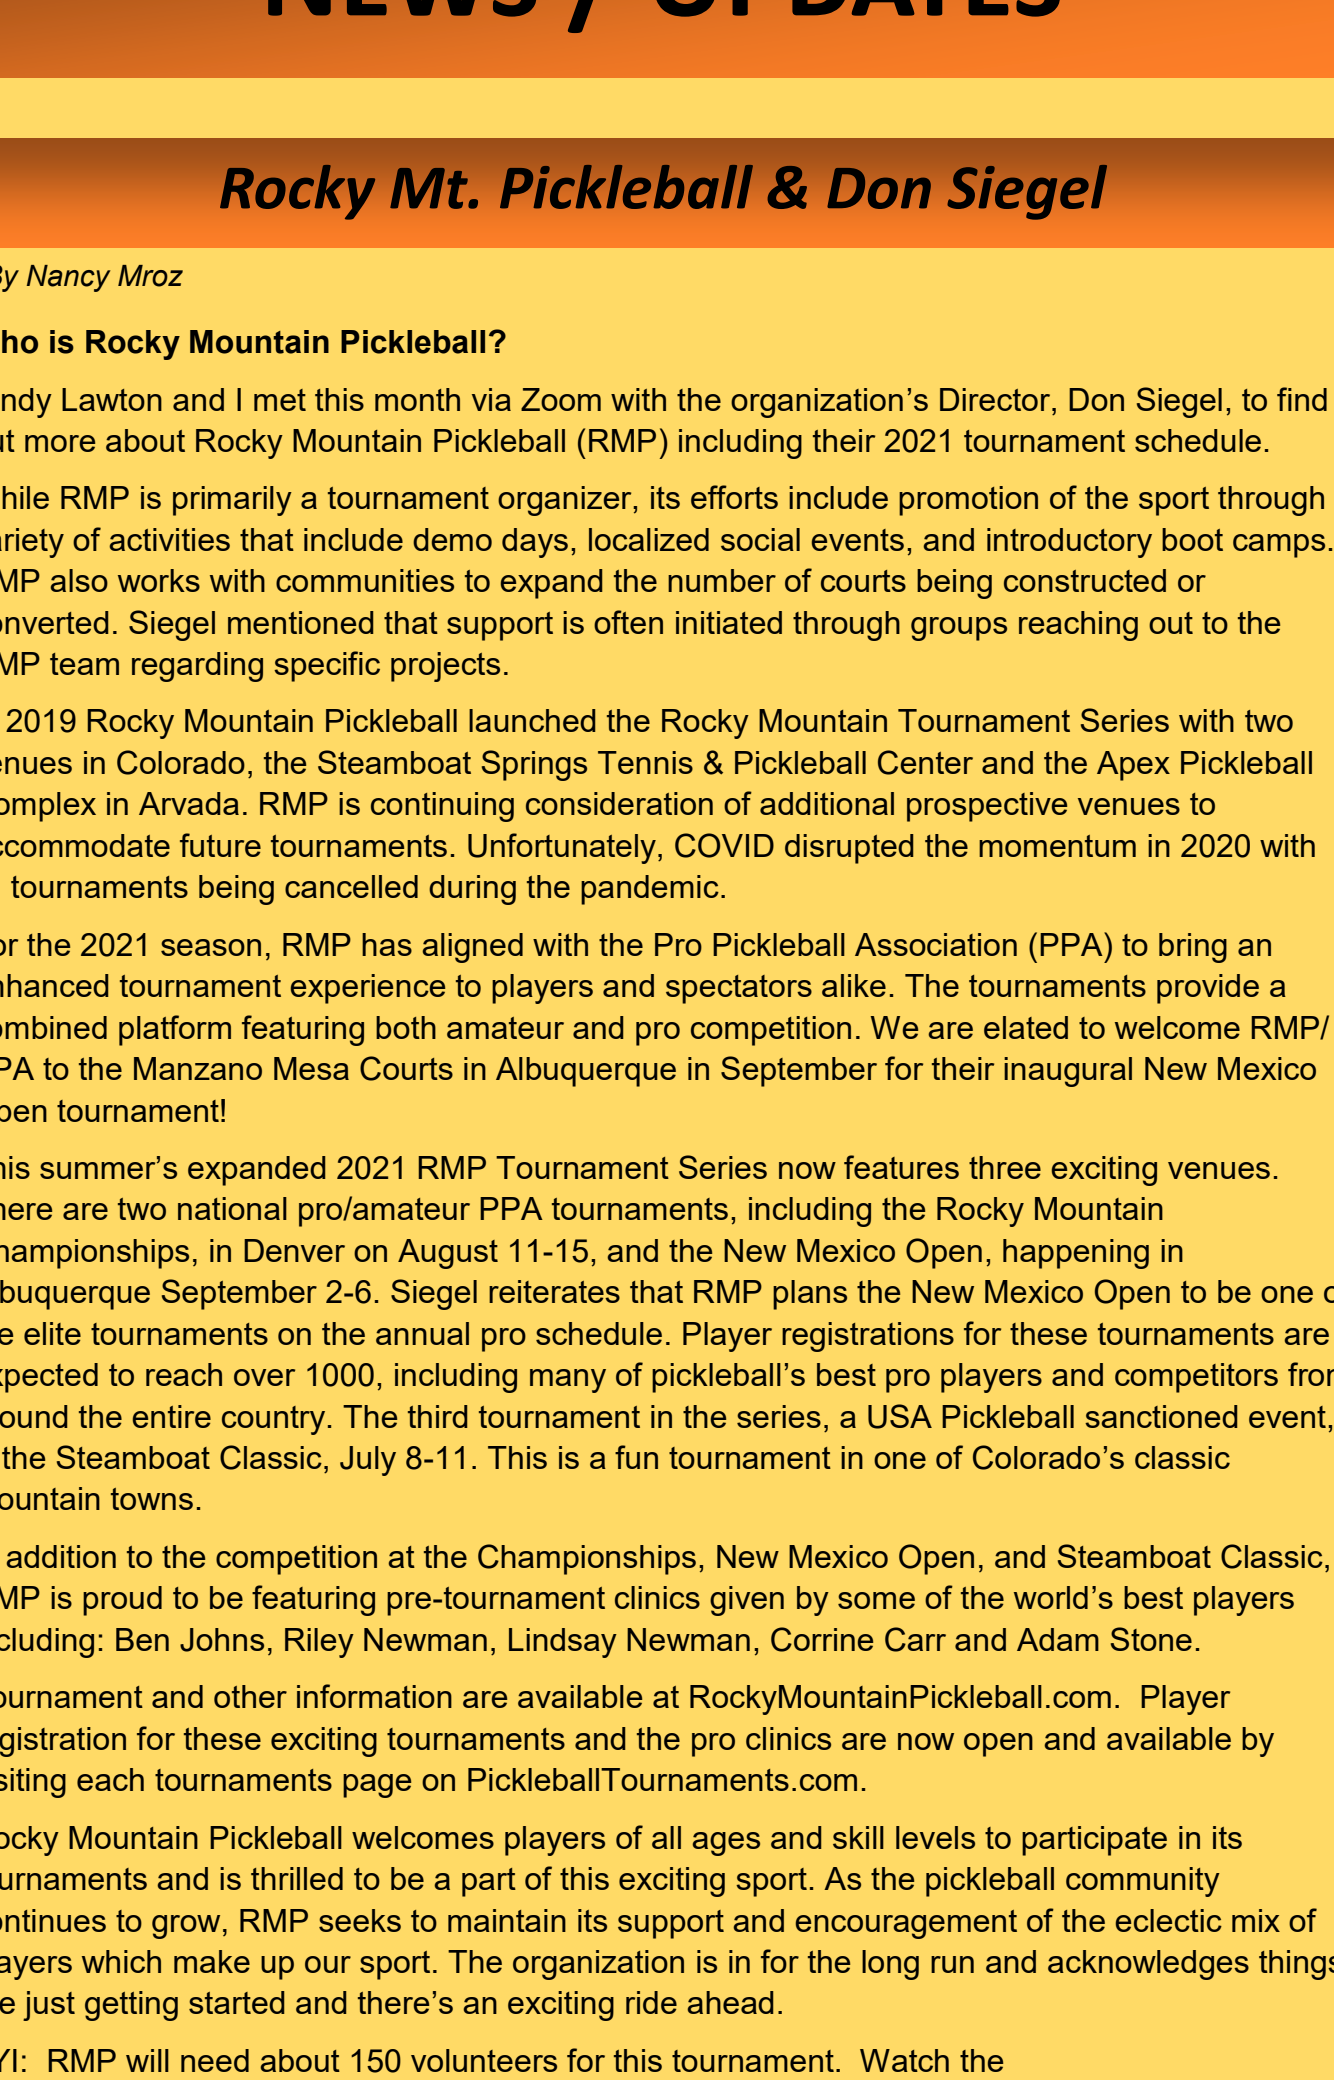 NEWS / UPDATES
Rocky Mt. Pickleball & Don Siegel
By Nancy Mroz
ho is Rocky Mountain Pickleball?
ndy Lawton and I met this month via Zoom with the organization’s Director, Don Siegel, to find
ut more about Rocky Mountain Pickleball (RMP) including their 2021 tournament schedule.
hile RMP is primarily a tournament organizer, its efforts include promotion of the sport through
ariety of activities that include demo days, localized social events, and introductory boot camps.
MP also works with communities to expand the number of courts being constructed or
onverted. Siegel mentioned that support is often initiated through groups reaching out to the
MP team regarding specific projects.
2019 Rocky Mountain Pickleball launched the Rocky Mountain Tournament Series with two
enues in Colorado, the Steamboat Springs Tennis & Pickleball Center and the Apex Pickleball
omplex in Arvada. RMP is continuing consideration of additional prospective venues to
ccommodate future tournaments. Unfortunately, COVID disrupted the momentum in 2020 with
tournaments being cancelled during the pandemic.
or the 2021 season, RMP has aligned with the Pro Pickleball Association (PPA) to bring an
nhanced tournament experience to players and spectators alike. The tournaments provide a
ombined platform featuring both amateur and pro competition. We are elated to welcome RMP/
PA to the Manzano Mesa Courts in Albuquerque in September for their inaugural New Mexico
pen tournament!
his summer’s expanded 2021 RMP Tournament Series now features three exciting venues.
here are two national pro/amateur PPA tournaments, including the Rocky Mountain
hampionships, in Denver on August 11-15, and the New Mexico Open, happening in
lbuquerque September 2-6. Siegel reiterates that RMP plans the New Mexico Open to be one o
e elite tournaments on the annual pro schedule. Player registrations for these tournaments are
xpected to reach over 1000, including many of pickleball’s best pro players and competitors from
ound the entire country. The third tournament in the series, a USA Pickleball sanctioned event,
the Steamboat Classic, July 8-11. This is a fun tournament in one of Colorado’s classic
ountain towns.
addition to the competition at the Championships, New Mexico Open, and Steamboat Classic,
MP is proud to be featuring pre-tournament clinics given by some of the world’s best players
cluding: Ben Johns, Riley Newman, Lindsay Newman, Corrine Carr and Adam Stone.
ournament and other information are available at RockyMountainPickleball.com.  Player
gistration for these exciting tournaments and the pro clinics are now open and available by
siting each tournaments page on PickleballTournaments.com.
ocky Mountain Pickleball welcomes players of all ages and skill levels to participate in its
urnaments and is thrilled to be a part of this exciting sport. As the pickleball community
ontinues to grow, RMP seeks to maintain its support and encouragement of the eclectic mix of
ayers which make up our sport. The organization is in for the long run and acknowledges things
e just getting started and there’s an exciting ride ahead.
YI:  RMP will need about 150 volunteers for this tournament.  Watch the